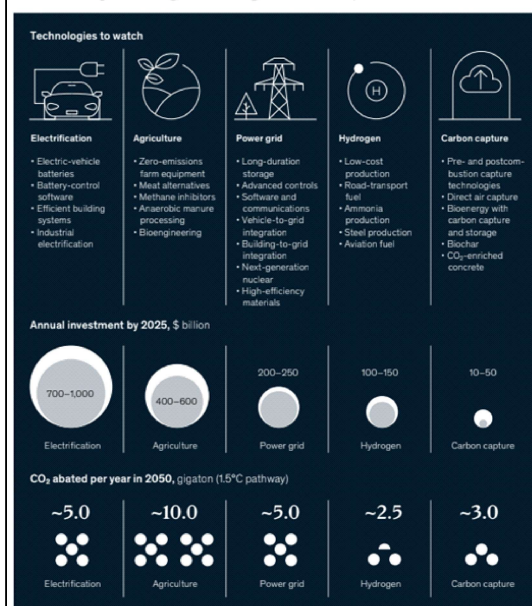 Technologies to watch
Electrification
• Electric-vehicle
batteries
• Battery-control
software
• Efficient building
systems
• Industrial
electrification
Agriculture
• Zero-emissions
farm equipment
• Meat alternatives
• Methane inhibitors
• Anaerobic manure
processing
• Bioengineering
Power grid
• Long-duration
storage
• Advanced controls
• Software and
communications
• Vehicle-to-grid
integration
• Building-to-grid
integration
• Next-generation
nuclear
• High-efficiency
materials
H
Hydrogen
• Low-cost
production
• Road-transport
fuel
• Ammonia
production
• Steel production
• Aviation fuel
Carbon capture
• Pre- and postcom-
bustion capture
technologies
• Direct air capture
• Bioenergy with
carbon capture
and storage
• Biochar
• CO₂-enriched
concrete
Annual investment by 2025, $ billion
700–1,000
400–600
200–250
100–150
10–50
Electrification
Agriculture
Power grid
Hydrogen
Carbon capture
CO₂ abated per year in 2050, gigaton (1.5°C pathway)
~5.0
~10.0
~5.0
~2.5
~3.0
Electrification
Agriculture
Power grid
Hydrogen
Carbon capture